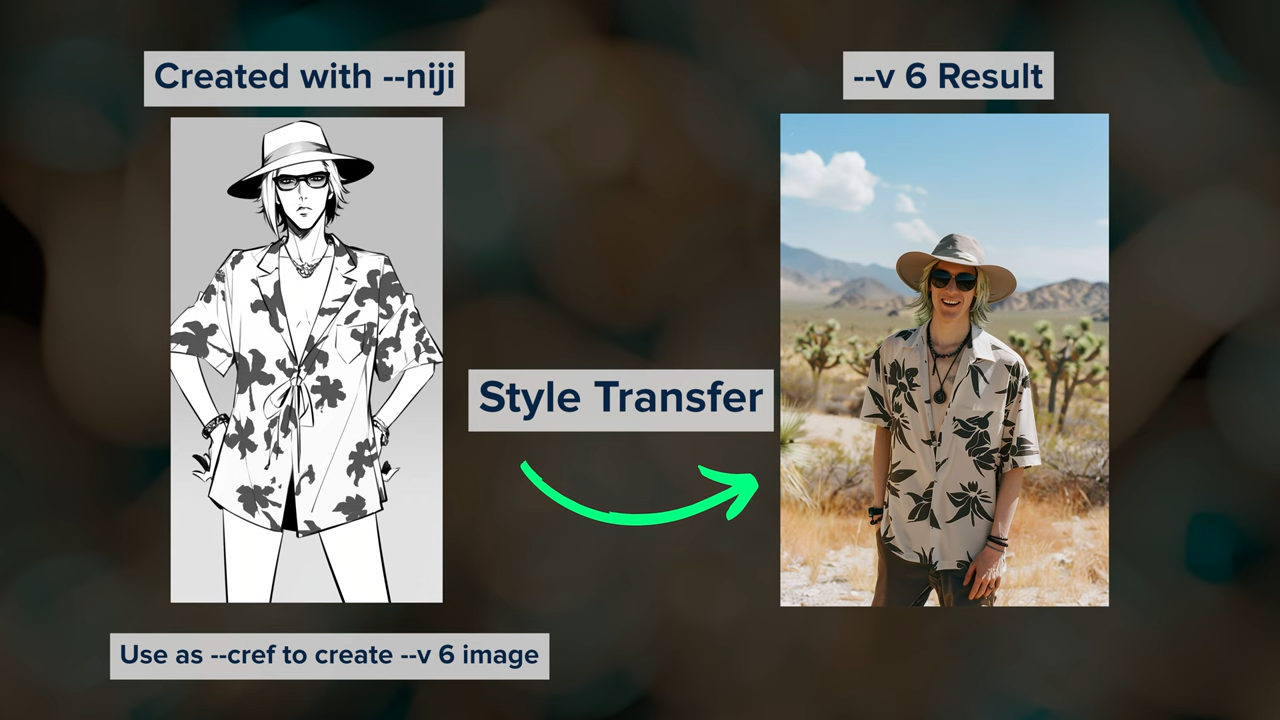 Created with --niji
--v 6 Result
Style Transfer
Use as --cref to create --v 6 image